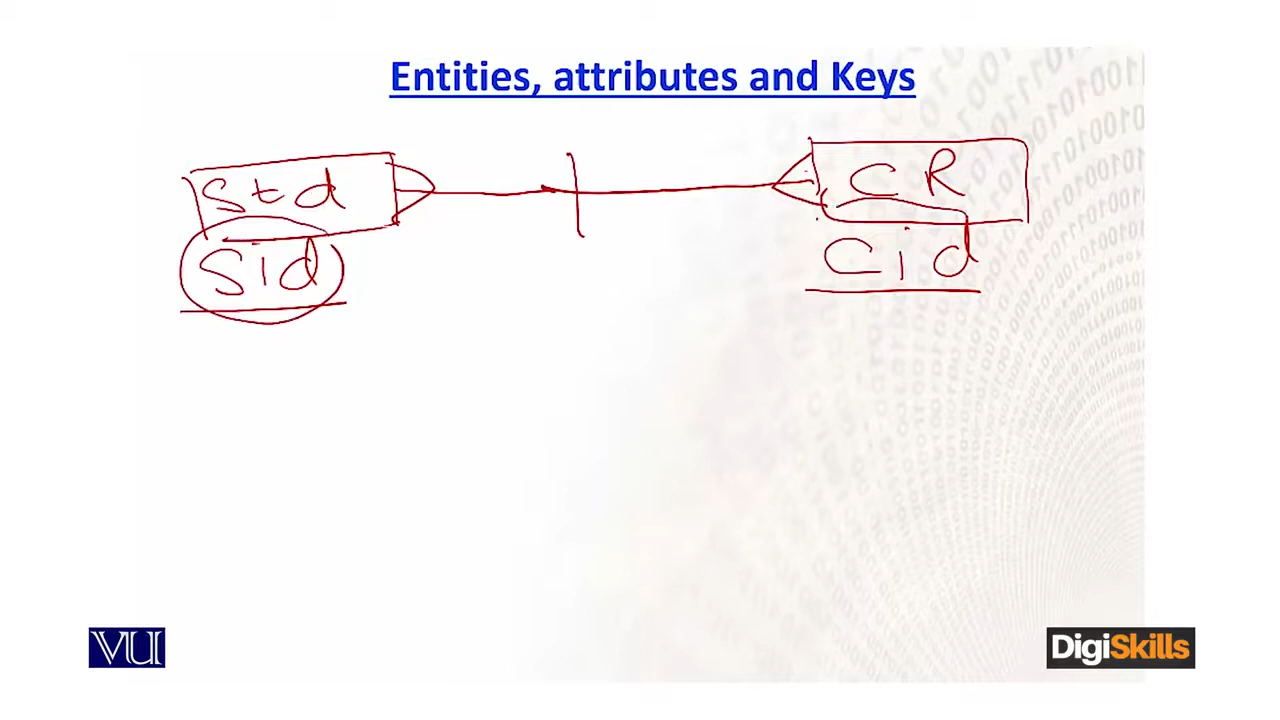 Entities, attributes and Keys
Std
CR
Sid
Cid
VU
DigiSkills